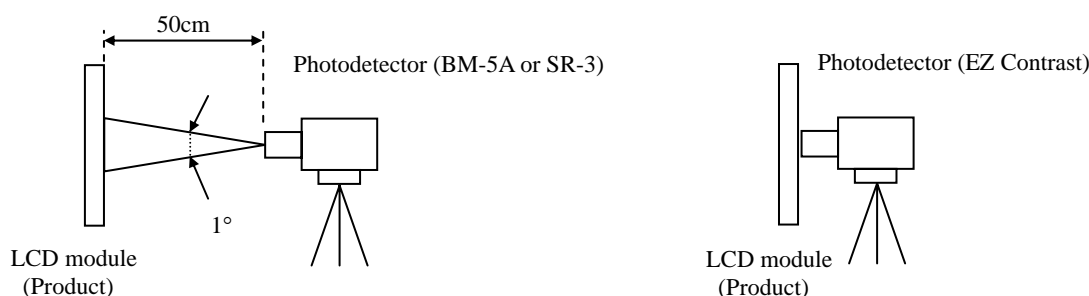 50cm
Photodetector (BM-5A or SR-3)
1°
LCD module
(Product)
Photodetector (EZ Contrast)
LCD module
(Product)